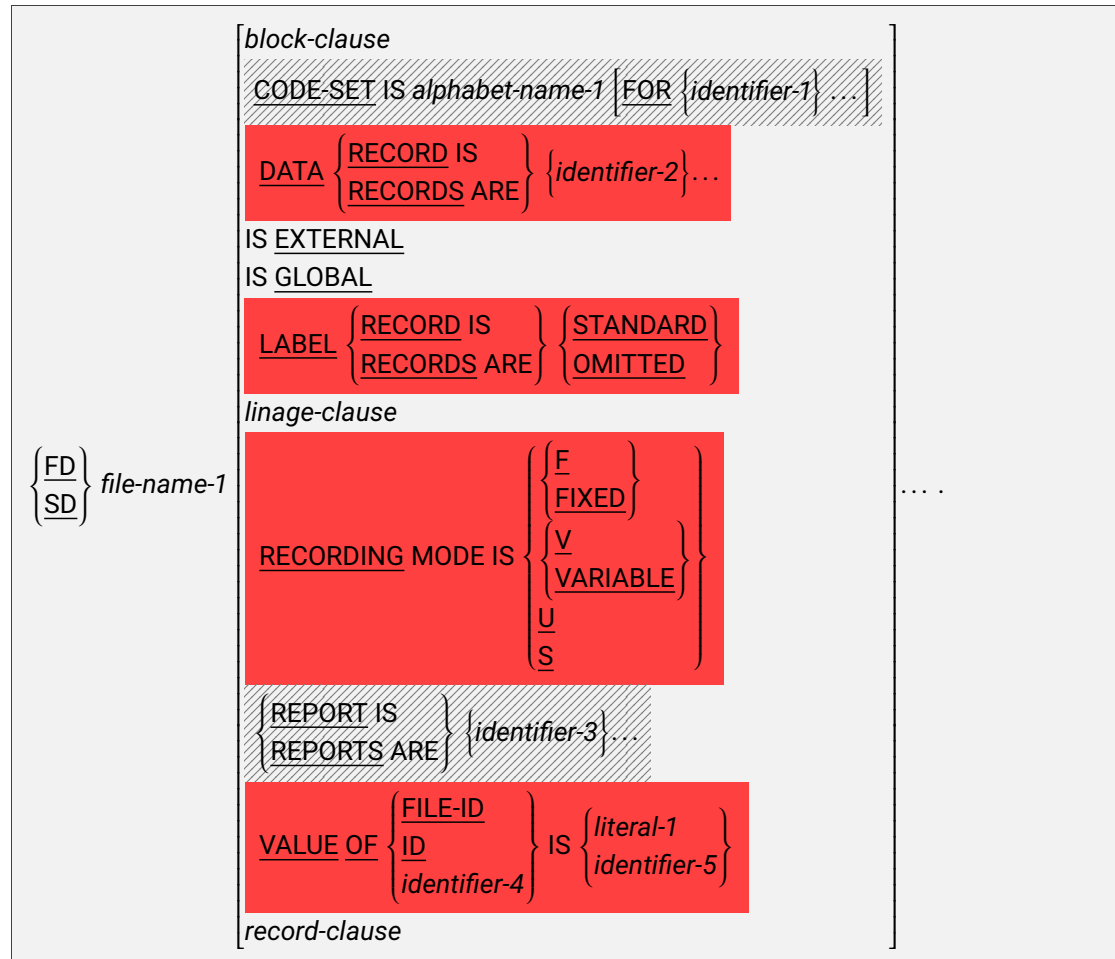 block-clause
CODE-SET IS alphabet-name-1 [FOR {identifier-1} ...]
RECORD IS
DATA { } {identifier-2}...
RECORDS ARE
IS EXTERNAL
IS GLOBAL
RECORD IS STANDARD
LABEL
RECORDS ARE OMITTED
linage-clause
FD
SD
file-name-1
... .
F
FIXED
RECORDING MODE IS
V
VARIABLE
U
S
REPORT IS
{identifier-3}...
REPORTS ARE
FILE-ID
VALUE OF ID IS
identifier-4
literal-1
identifier-5
record-clause